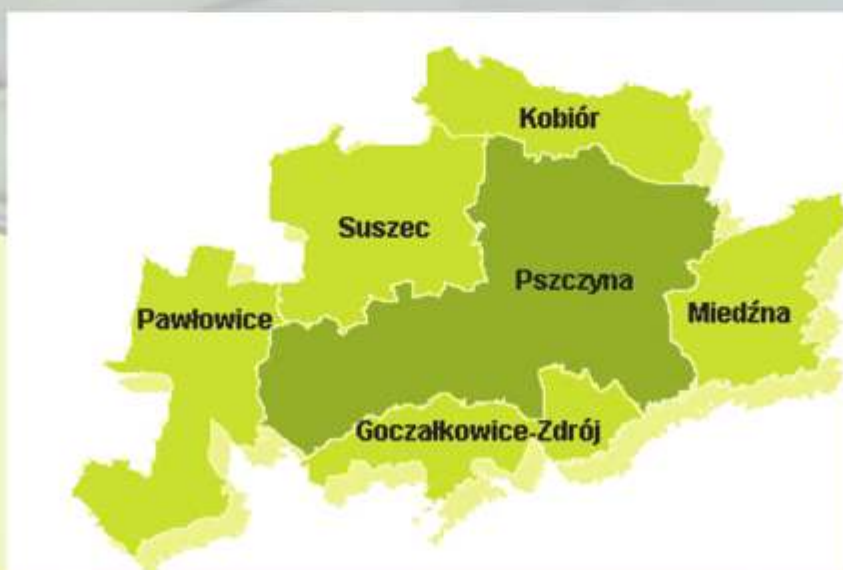 Kobiór
Suszec
Pszczyna
Pawłowice
Miedźna
Goczałkowice-Zdrój